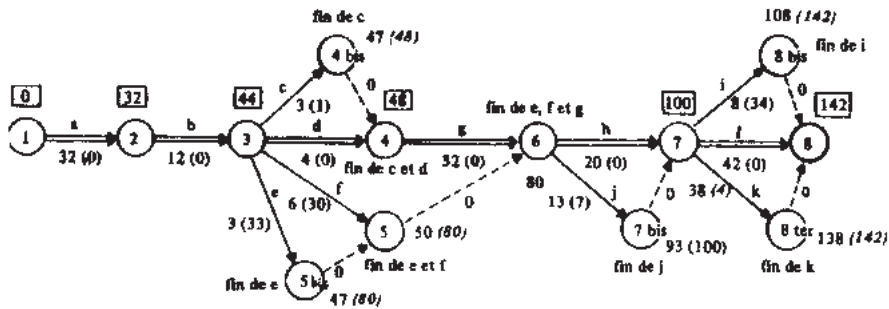 fin de c
47 (48)
4 bis
108 (142)
8 bis
fin de i
0
32
44
c
0
48
fin de e, f et g
100
i
0
142
3 (1)
8 (34)
1
a
2
b
3
d
4
g
6
h
7
l
8
32 (0)
12 (0)
4 (0)
32 (0)
20 (0)
42 (0)
fin de c et d
e
f
6 (30)
0
80
j
0
38 (4)
k
0
3 (33)
5
13 (7)
50 (80)
7 bis
8 ter
138 (142)
93 (100)
fin de e
5 bis
0
fin de e et f
fin de j
fin de k
47 (80)